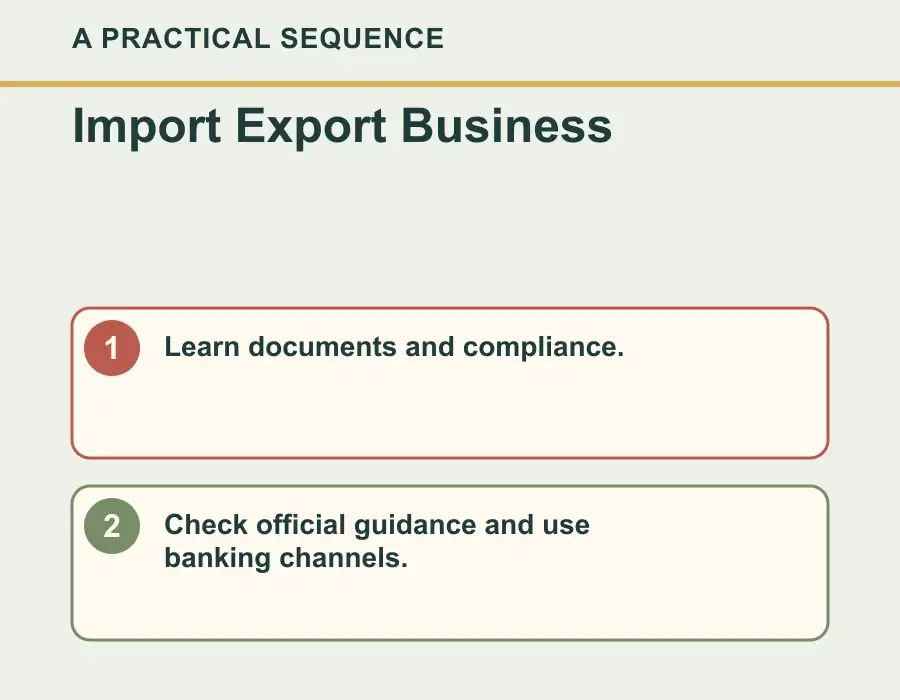 A PRACTICAL SEQUENCE
Import Export Business
1
Learn documents and compliance.
2
Check official guidance and use
banking channels.